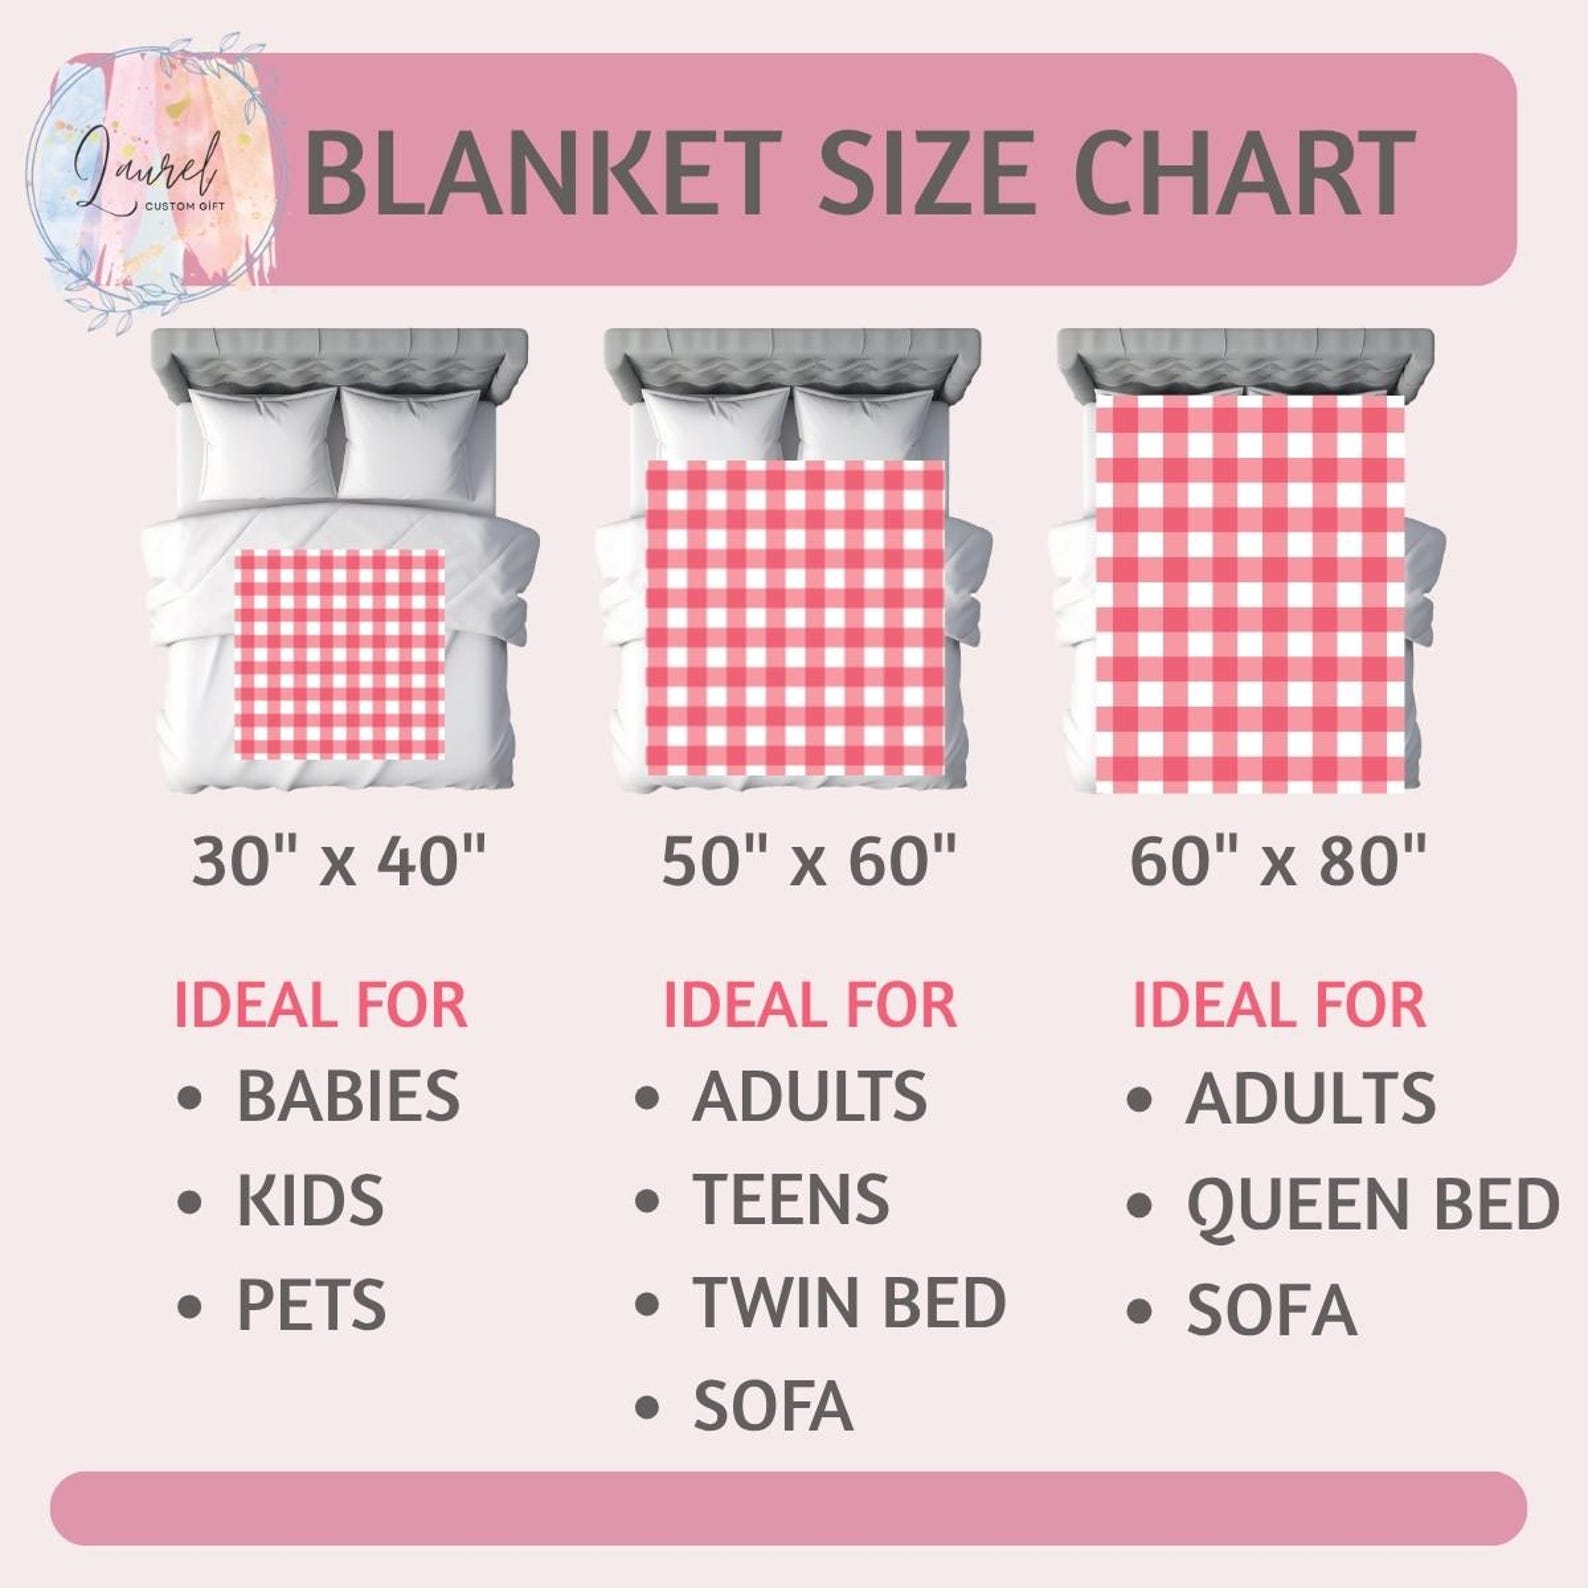 Laurel
CUSTOM GIFT
BLANKET SIZE CHART
30" x 40"
IDEAL FOR
• BABIES
• KIDS
• PETS
50" x 60"
IDEAL FOR
• ADULTS
• TEENS
• TWIN BED
• SOFA
60" x 80"
IDEAL FOR
• ADULTS
• QUEEN BED
• SOFA